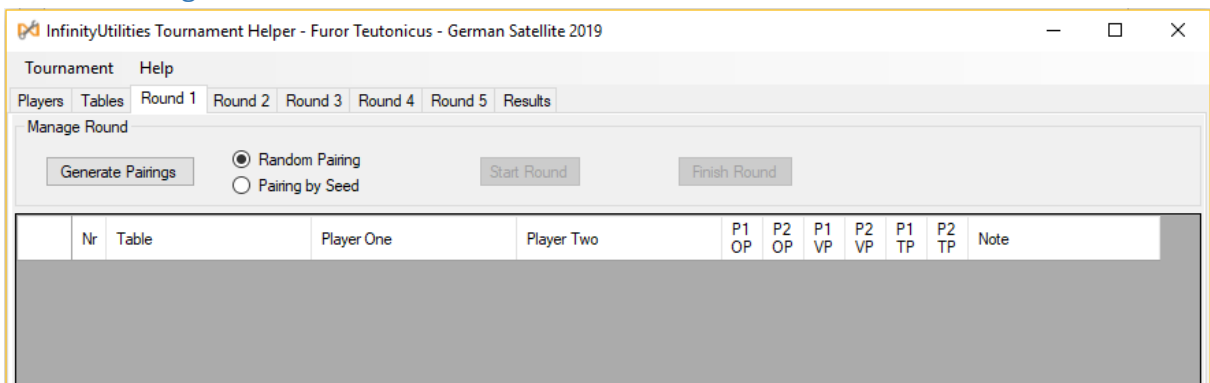 InfinityUtilities Tournament Helper - Furor Teutonicus - German Satellite 2019
Tournament Help
Players Tables Round 1 Round 2 Round 3 Round 4 Round 5 Results
Manage Round
Generate Pairings
Random Pairing
Pairing by Seed
Start Round
Finish Round
Nr Table Player One Player Two P1 OP P2 OP P1 VP P2 VP P1 TP P2 TP Note